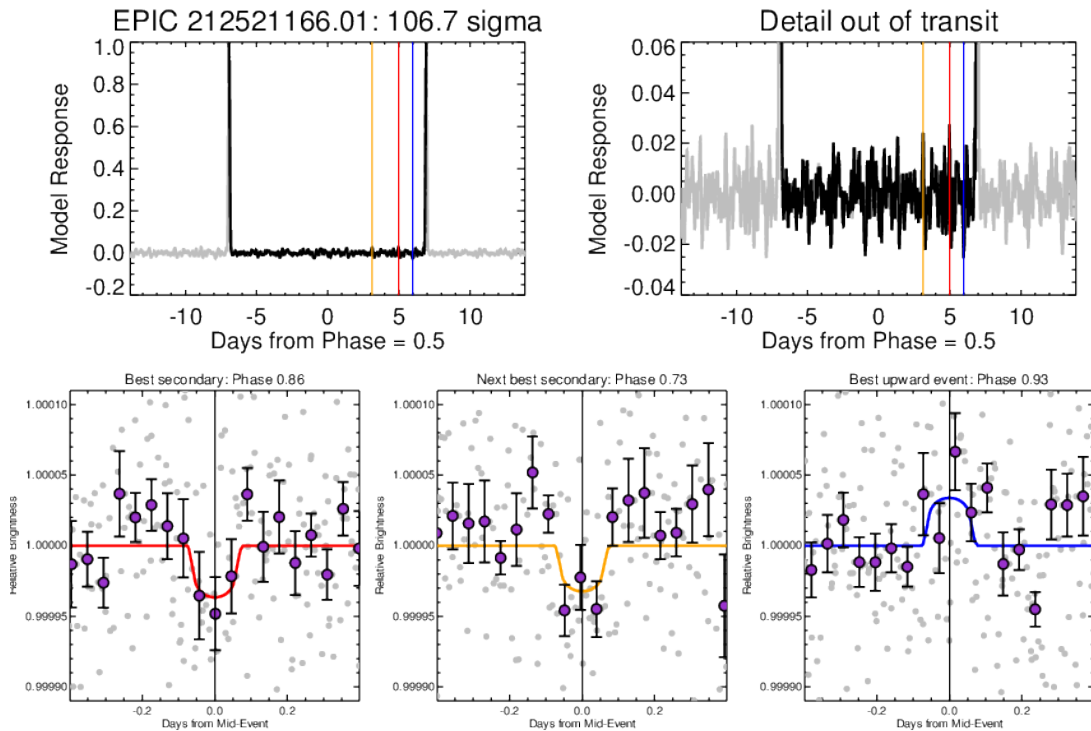 EPIC 212521166.01: 106.7 sigma
Detail out of transit
1.0
0.8
0.6
0.4
0.2
0.0
-0.2
Model Response
-10 -5 0 5 10
Days from Phase = 0.5
0.06
0.04
0.02
0.00
-0.02
-0.04
Model Response
-10 -5 0 5 10
Days from Phase = 0.5
Best secondary: Phase 0.86
1.00010
1.00005
1.00000
0.99995
0.99990
Relative Brightness
-0.2 0.0 0.2
Days from Mid-Event
Next best secondary: Phase 0.73
1.00010
1.00005
1.00000
0.99995
0.99990
Relative Brightness
-0.2 0.0 0.2
Days from Mid-Event
Best upward event: Phase 0.93
1.00010
1.00005
1.00000
0.99995
0.99990
Relative Brightness
-0.2 0.0 0.2
Days from Mid-Event